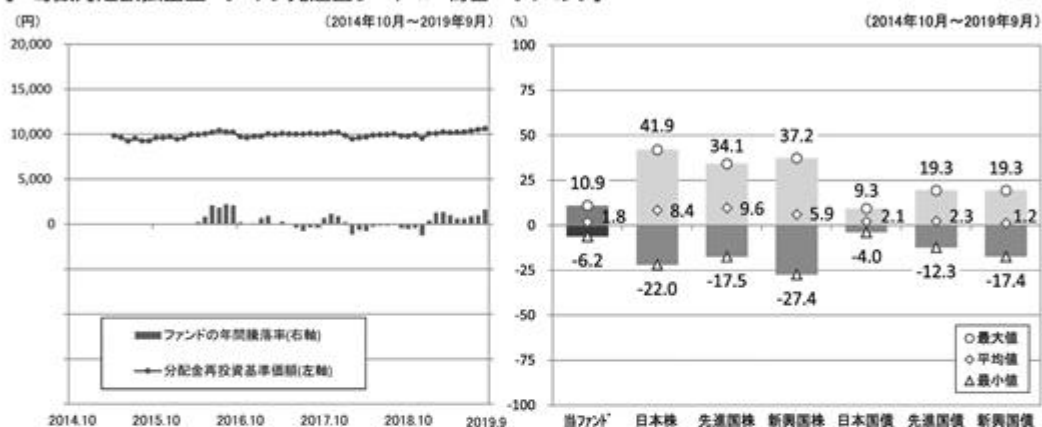 (円)
(2014年10月～2019年9月)
20,000
15,000
10,000
5,000
0
ファンドの年間騰落率(右軸)
分配金再投資基準価額(左軸)
2014.10 2015.10 2016.10 2017.10 2018.10 2019.9
(%)
(2014年10月～2019年9月)
100
75
50
25
0
-25
-50
-75
-100
10.9 41.9 34.1 37.2 9.3 19.3 19.3
1.8 8.4 9.6 5.9 2.1 2.3 1.2
-6.2 -22.0 -17.5 -27.4 -4.0 -12.3 -17.4
○最大値
◇平均値
△最小値
当ファンド 日本株 先進国株 新興国株 日本国債 先進国債 新興国債